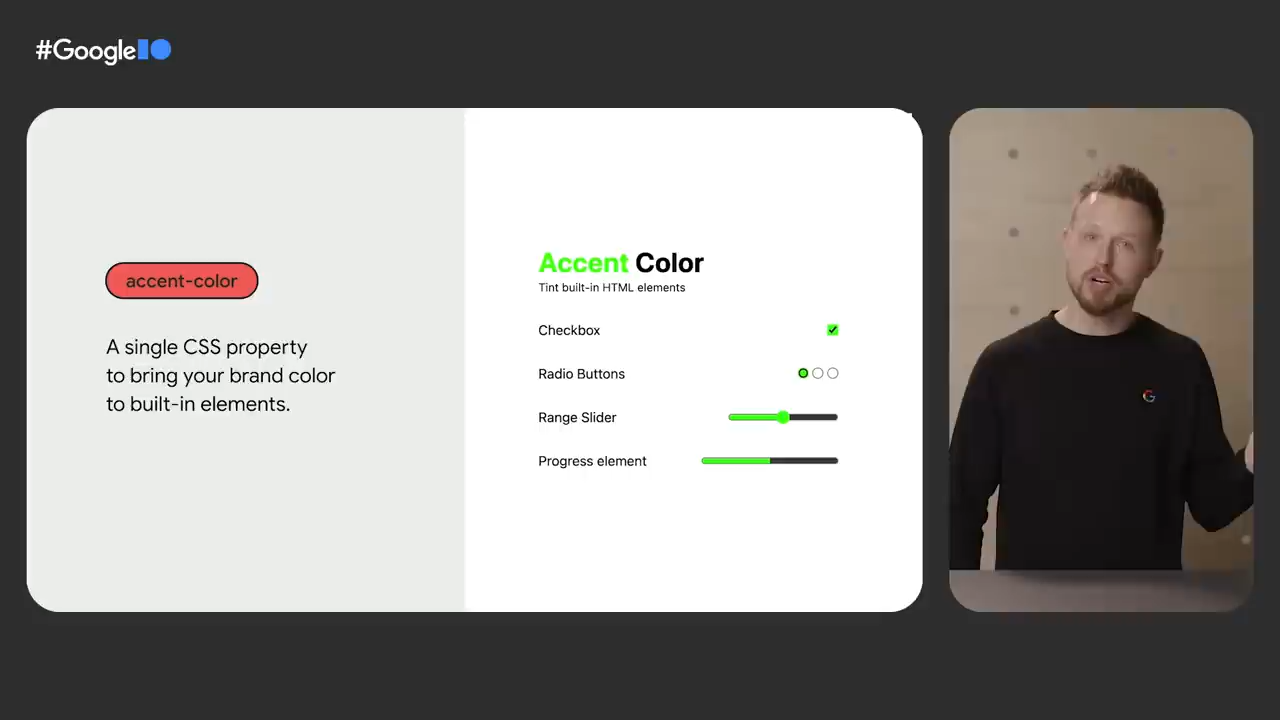 #GoogleIO
accent-color
A single CSS property
to bring your brand color
to built-in elements.
Accent Color
Tint built-in HTML elements
Checkbox
Radio Buttons
Range Slider
Progress element
G